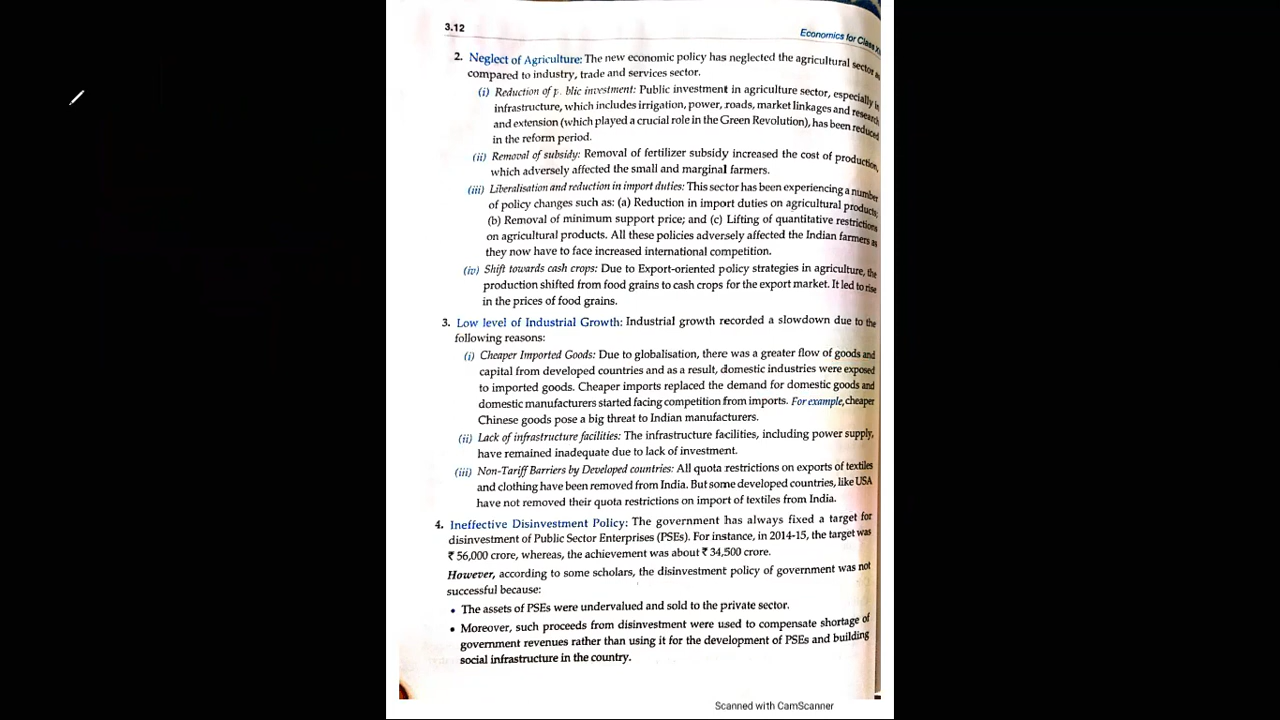 3.12
Economics for Class
2. Neglect of Agriculture: The new economic policy has neglected the agricultural sector as
compared to industry, trade and services sector.
(i) Reduction of p. blic investment: Public investment in agriculture sector, especially in
infrastructure, which includes irrigation, power, roads, market linkages and research
and extension (which played a crucial role in the Green Revolution), has been reduced
in the reform period.
(ii) Removal of subsidy: Removal of fertilizer subsidy increased the cost of production,
which adversely affected the small and marginal farmers.
(iii) Liberalisation and reduction in import duties: This sector has been experiencing a number
of policy changes such as: (a) Reduction in import duties on agricultural products;
(b) Removal of minimum support price; and (c) Lifting of quantitative restrictions
on agricultural products. All these policies adversely affected the Indian farmers as
they now have to face increased international competition.
(iv) Shift towards cash crops: Due to Export-oriented policy strategies in agriculture, the
production shifted from food grains to cash crops for the export market. It led to rise
in the prices of food grains.
3. Low level of Industrial Growth: Industrial growth recorded a slowdown due to the
following reasons:
(i) Cheaper Imported Goods: Due to globalisation, there was a greater flow of goods and
capital from developed countries and as a result, domestic industries were exposed
to imported goods. Cheaper imports replaced the demand for domestic goods and
domestic manufacturers started facing competition from imports. For example, cheaper
Chinese goods pose a big threat to Indian manufacturers.
(ii) Lack of infrastructure facilities: The infrastructure facilities, including power supply,
have remained inadequate due to lack of investment.
(iii) Non-Tariff Barriers by Developed countries: All quota restrictions on exports of textiles
and clothing have been removed from India. But some developed countries, like USA
have not removed their quota restrictions on import of textiles from India.
4. Ineffective Disinvestment Policy: The government has always fixed a target for
disinvestment of Public Sector Enterprises (PSEs). For instance, in 2014-15, the target was
₹ 56,000 crore, whereas, the achievement was about ₹ 34,500 crore.
However, according to some scholars, the disinvestment policy of government was not
successful because:
• The assets of PSEs were undervalued and sold to the private sector.
• Moreover, such proceeds from disinvestment were used to compensate shortage of
government revenues rather than using it for the development of PSEs and building
social infrastructure in the country.
Scanned with CamScanner